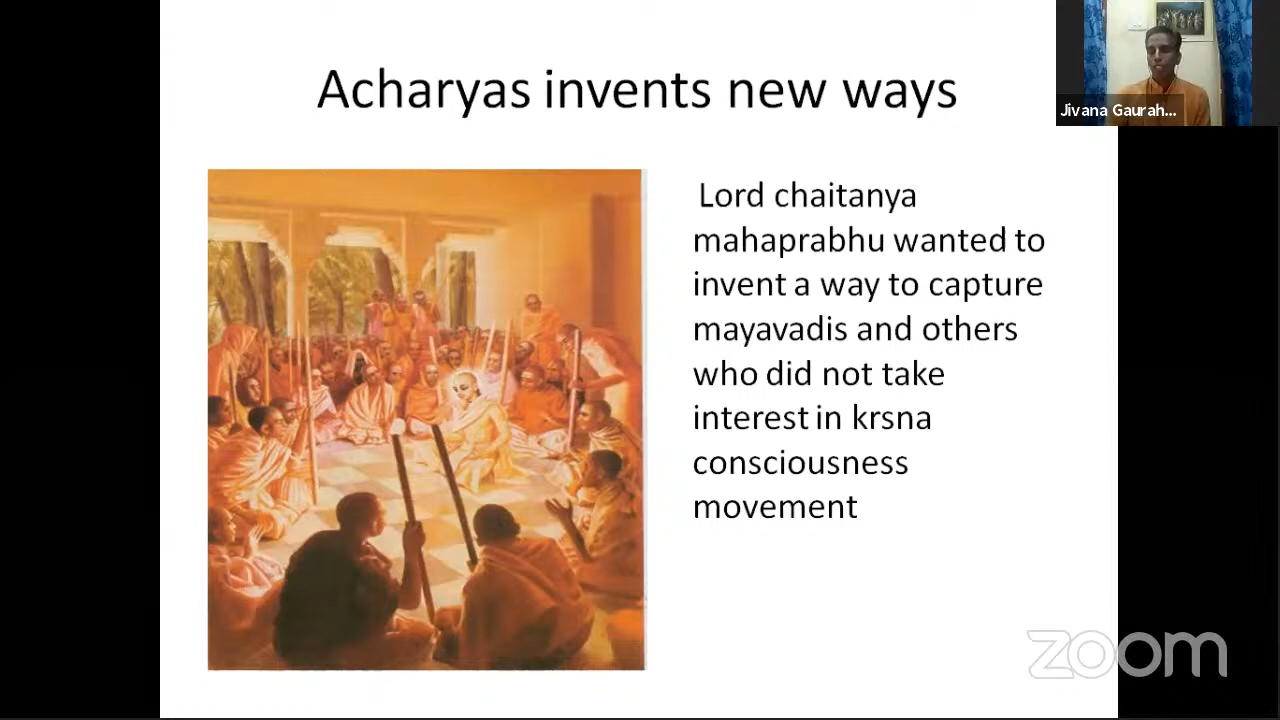 Acharyas invents new ways
Jivana Gaurah...
Lord chaitanya
mahaprabhu wanted to
invent a way to capture
mayavadis and others
who did not take
interest in krsna
consciousness
movement
zoom